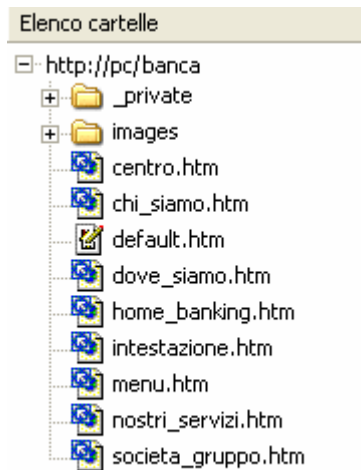 Elenco cartelle
http://pc/banca
_private
images
centro.htm
chi_siamo.htm
default.htm
dove_siamo.htm
home_banking.htm
intestazione.htm
menu.htm
nostri_servizi.htm
societa_gruppo.htm